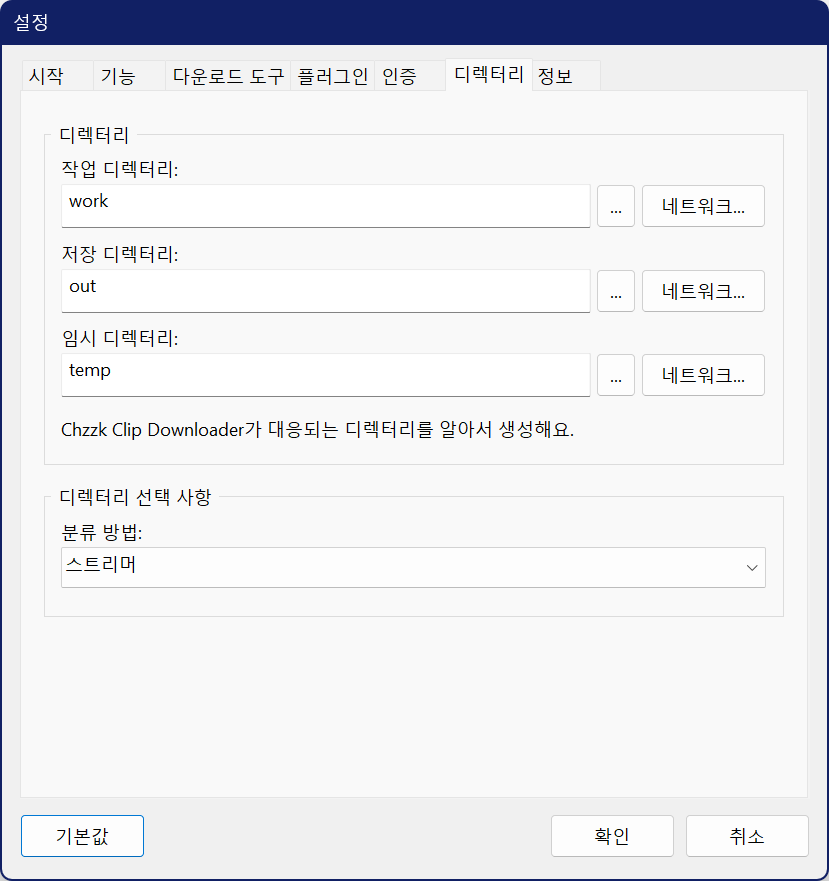 설정
시작 기능 다운로드 도구 플러그인 인증 디렉터리 정보
디렉터리
작업 디렉터리:
work ... 네트워크...
저장 디렉터리:
out ... 네트워크...
임시 디렉터리:
temp ... 네트워크...
Chzzk Clip Downloader가 대응되는 디렉터리를 알아서 생성해요.
디렉터리 선택 사항
분류 방법:
스트리머
기본값 확인 취소